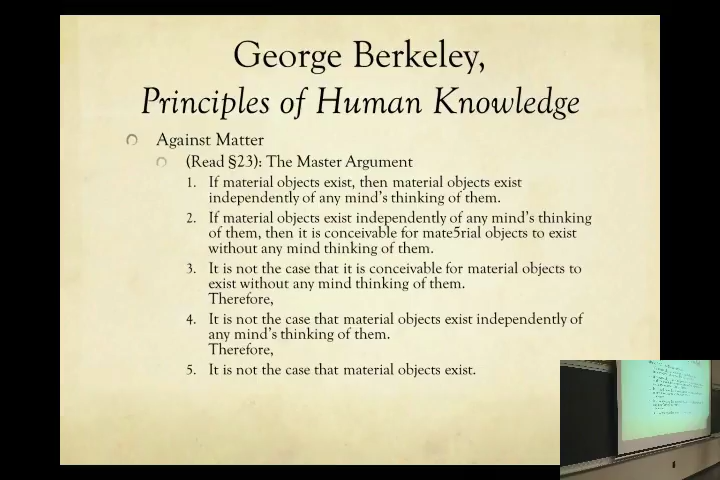 George Berkeley,
Principles of Human Knowledge
Against Matter
(Read §23): The Master Argument
1. If material objects exist, then material objects exist
independently of any mind's thinking of them.
2. If material objects exist independently of any mind's thinking
of them, then it is conceivable for mate5rial objects to exist
without any mind thinking of them.
3. It is not the case that it is conceivable for material objects to
exist without any mind thinking of them.
Therefore,
4. It is not the case that material objects exist independently of
any mind's thinking of them.
Therefore,
5. It is not the case that material objects exist.